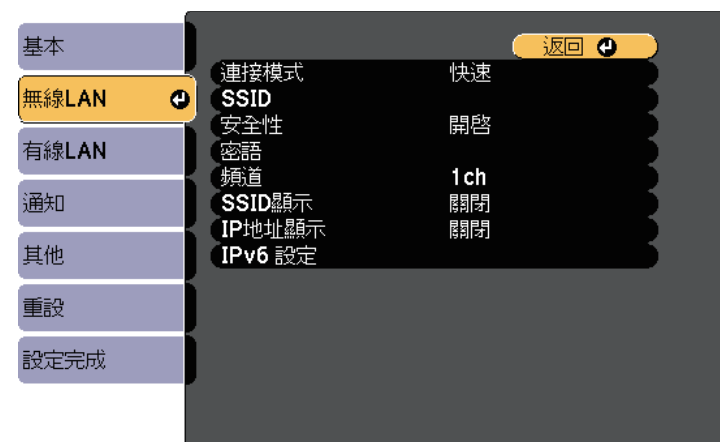 基本
無線LAN
有線LAN
通知
其他
重設
設定完成
返回
連接模式 快速
SSID
安全性 開啓
密語
頻道 1ch
SSID顯示 關閉
IP地址顯示 關閉
IPv6 設定